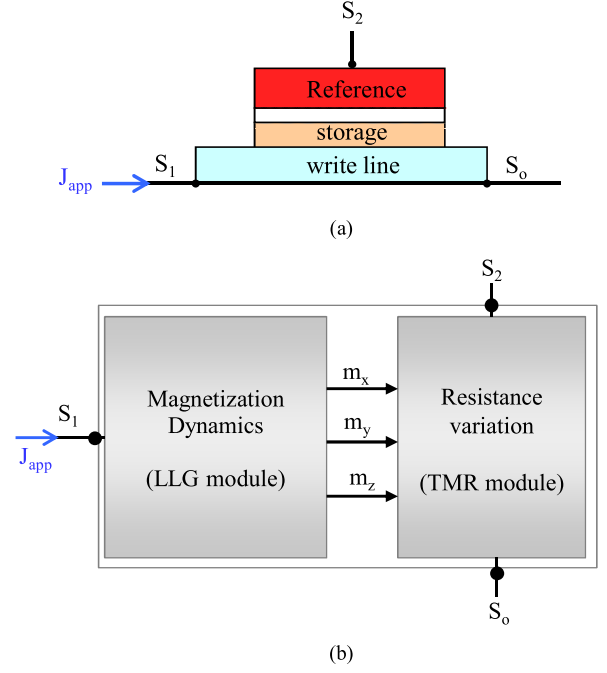 S2
Reference
storage
S1
write line
So
Japp
(a)
S2
mx
Magnetization
Dynamics
Resistance
variation
S1
my
Japp
(LLG module)
mz
(TMR module)
So
(b)